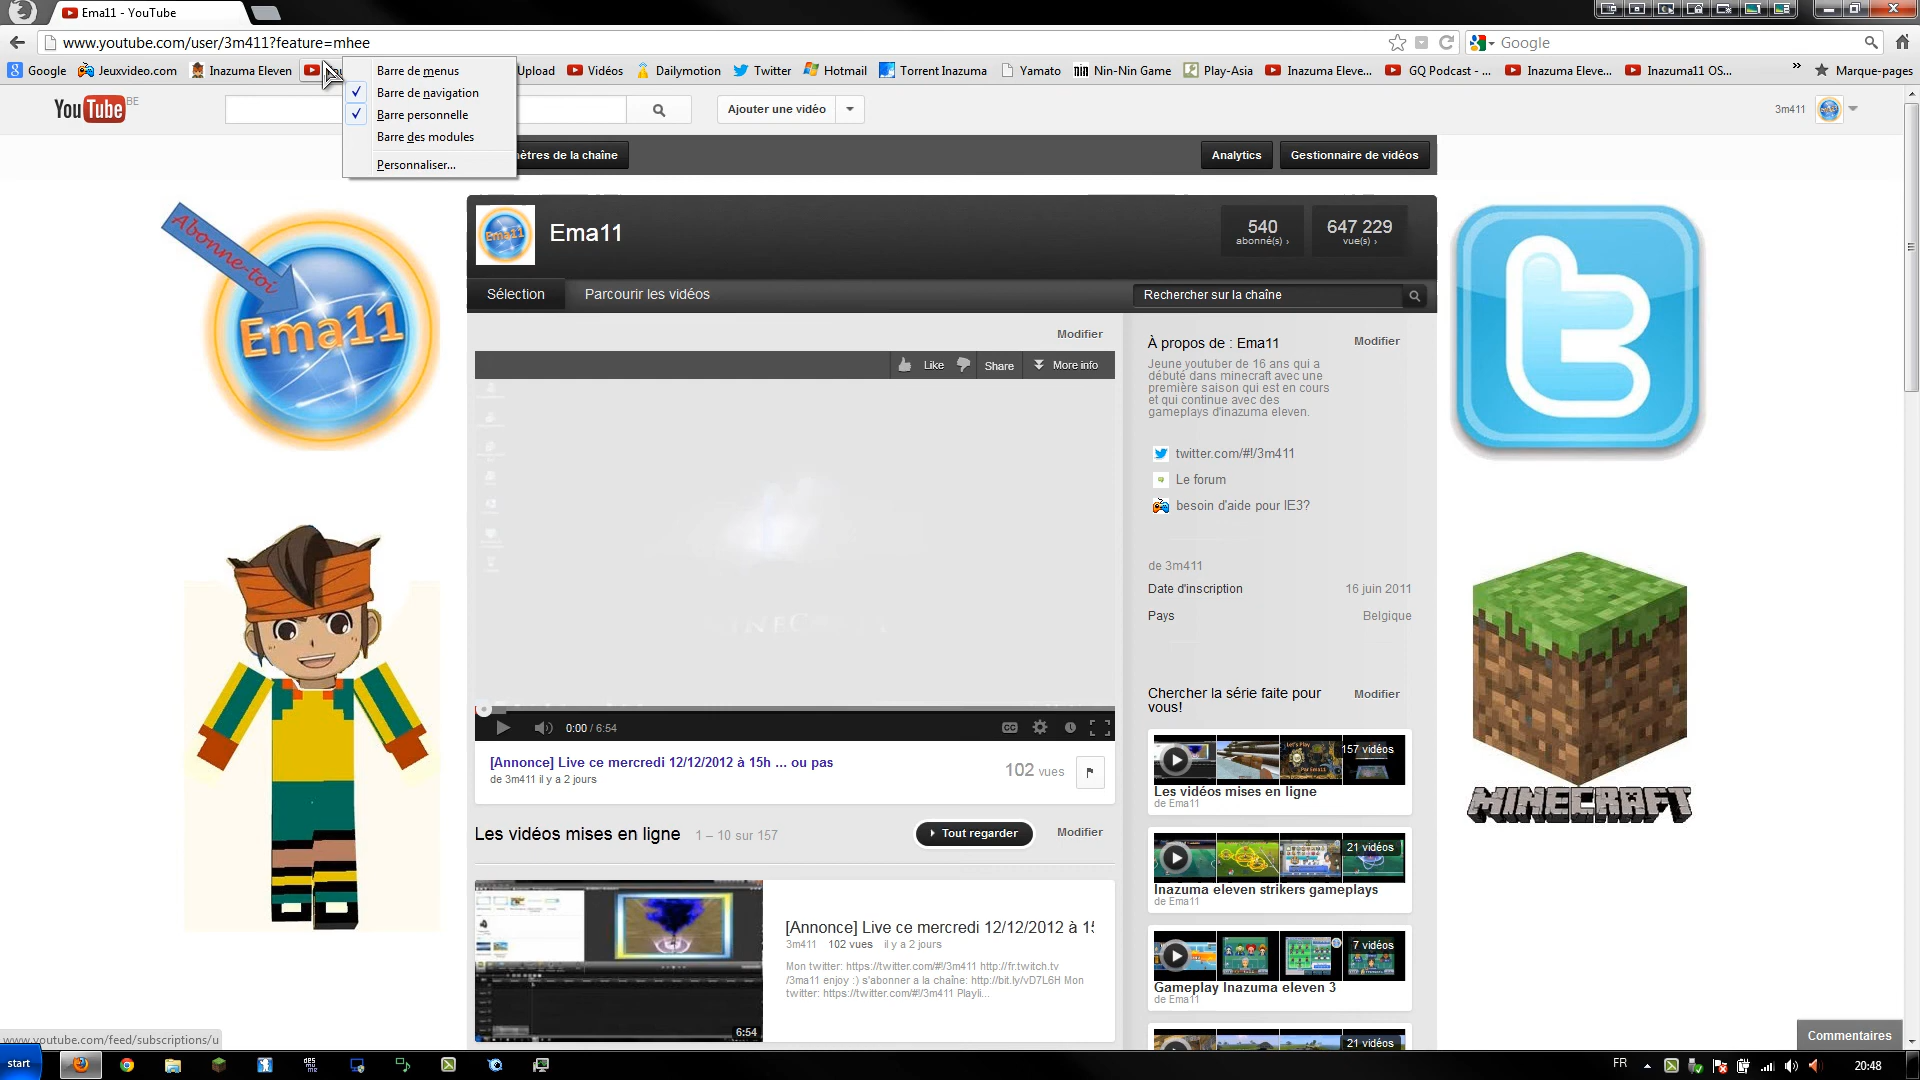 Ema11 - YouTube
www.youtube.com/user/3m411?feature=mhee
Google
Google
Jeuxvideo.com
Inazuma Eleven
Upload
Vidéos
Dailymotion
Twitter
Hotmail
Torrent Inazuma
Yamato
Nin-Nin Game
Play-Asia
Inazuma Eleve...
GQ Podcast - ...
Inazuma Eleve...
Inazuma11 OS...
Marque-pages
Barre de menus
Barre de navigation
Barre personnelle
Barre des modules
Personnaliser...
YouTube BE
Ajouter une vidéo
3m411
ètres de la chaîne
Analytics
Gestionnaire de vidéos
Abonne-toi
Ema11
Ema11
Ema11
540
abonné(s) ›
647 229
vue(s) ›
Sélection
Parcourir les vidéos
Rechercher sur la chaîne
Modifier
Like
Share
More info
0:00 / 6:54
CC
[Annonce] Live ce mercredi 12/12/2012 à 15h ... ou pas
de 3m411 il y a 2 jours
102 vues
Les vidéos mises en ligne
1 – 10 sur 157
Tout regarder
Modifier
6:54
[Annonce] Live ce mercredi 12/12/2012 à 15
3m411 102 vues il y a 2 jours
Mon twitter: https://twitter.com/#!/3m411 http://fr.twitch.tv
/3ma11 enjoy :) s'abonner a la chaîne: http://bit.ly/vD7L6H Mon
twitter: https://twitter.com/#!/3m411 Playli...
À propos de : Ema11
Modifier
Jeune youtuber de 16 ans qui a
débuté dans minecraft avec une
première saison qui est en cours
et qui continue avec des
gameplays d'inazuma eleven.
twitter.com/#!/3m411
Le forum
besoin d'aide pour IE3?
de 3m411
Date d'inscription
16 juin 2011
Pays
Belgique
Chercher la série faite pour
vous!
Modifier
157 vidéos
Les vidéos mises en ligne
de Ema11
21 vidéos
Inazuma eleven strikers gameplays
de Ema11
7 vidéos
Gameplay Inazuma eleven 3
de Ema11
21 vidéos
MINECRAFT
Commentaires
www.youtube.com/feed/subscriptions/u
start
FR
20:48